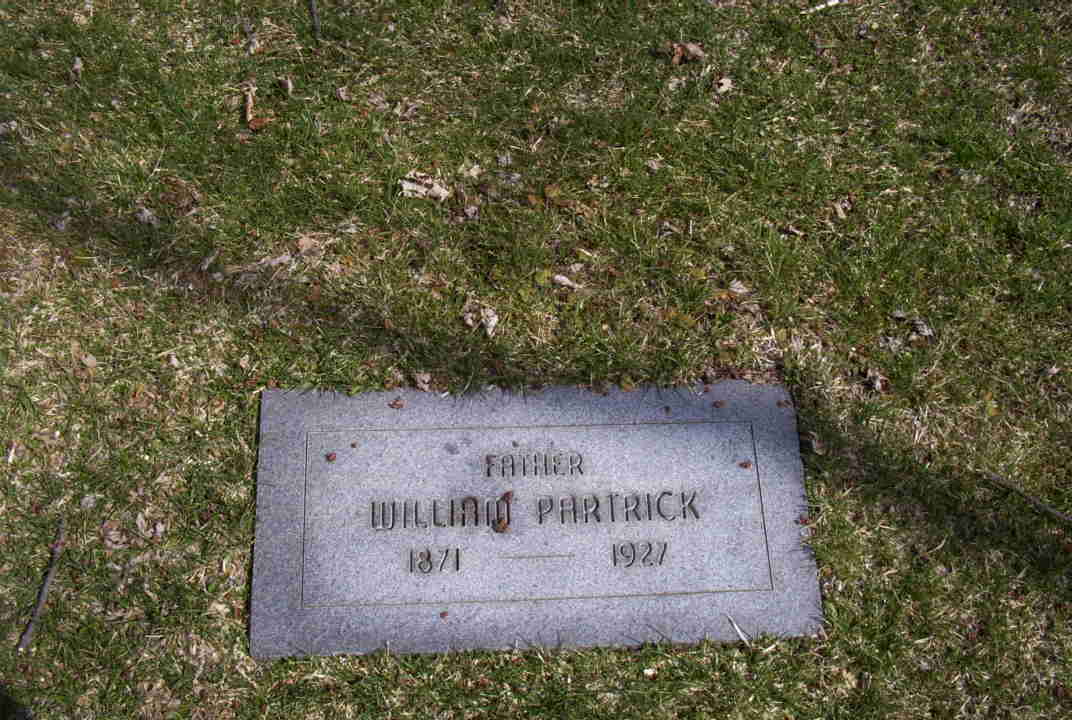 FATHER
WILLIAM PARTRICK
1871 — 1927